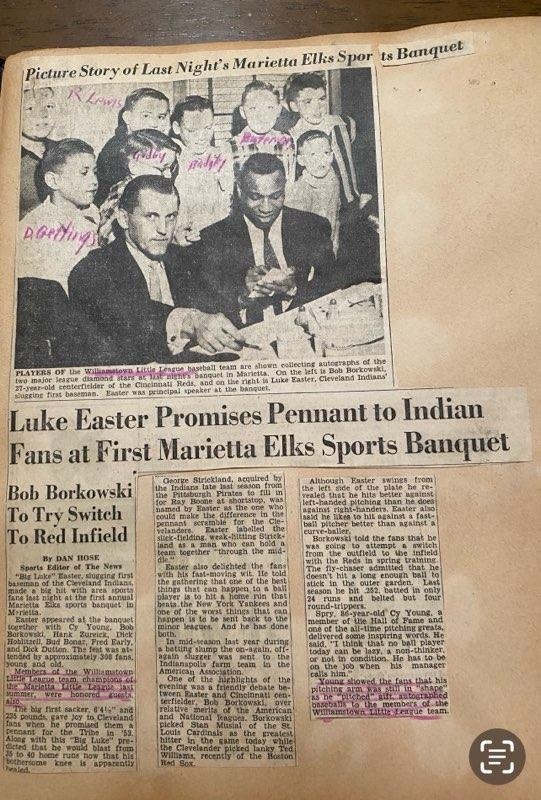 Picture Story of Last Night's Marietta Elks Sports Banquet
R Lewis
Gidby
D. Gettings
PLAYERS OF the Williamstown Little League baseball team are shown collecting autographs of the
two major league diamond stars at last night's banquet in Marietta. On the left is Bob Borkowski,
27-year-old centerfielder of the Cincinnati Reds, and on the right is Luke Easter, Cleveland Indians'
slugging first baseman. Easter was principal speaker at the banquet.
Luke Easter Promises Pennant to Indian
Fans at First Marietta Elks Sports Banquet
Bob Borkowski
To Try Switch
To Red Infield
By DAN HOSE
Sports Editor of The News
"Big Luke" Easter, slugging first
baseman of the Cleveland Indians,
made a big hit with area sports
fans last night at the first annual
Marietta Elks sports banquet in
Marietta.
Easter appeared at the banquet
together with Cy Young, Bob
Borkowski, Hank Zureick, Dick
Hoblitzell, Bud Bonar, Fred Early,
and Dick Dutton. The feat was at-
tended by approximately 300 fans,
young and old.
Members of the Williamstown
Little League team, champions of
the Marietta Little League last
summer, were honored guests
also.
The big first sacker, 6'4½" and
235 pounds, gave joy to Cleveland
fans when he promised them a
pennant for the Tribe in '53.
Along with this "Big Luke" pre-
dicted that he would blast from
35 to 40 home runs now that his
bothersome knee is apparently
healed.
George Strickland, acquired by
the Indians late last season from
the Pittsburgh Pirates to fill in
for Ray Boone at shortstop, was
named by Easter as the one who
could make the difference in the
pennant scramble for the Cle-
velanders. Easter labelled the
slick-fielding, weak-hitting Strick-
land as a man who can hold a
team together "through the mid-
dle."
Easter also delighted the fans
with his fast-moving wit. He told
the gathering that one of the best
things that can happen to a ball
player is to hit a home run that
beats the New York Yankees and
one of the worst things that can
happen is to be sent back to the
minor leagues. And he has done
both.
In mid-season last year during
a batting slump the on-again, off-
again slugger was sent to the
Indianapolis farm team in the
American Association.
One of the highlights of the
evening was a friendly debate be-
tween Easter and Cincinnati cen-
terfielder, Bob Borkowski, over
relative merits of the American
and National leagues. Borkowski
picked Stan Musial of the St.
Louis Cardinals as the greatest
hitter in the game today while
the Clevelander picked lanky Ted
Williams, recently of the Boston
Red Sox.
Although Easter swings from
the left side of the plate he re-
vealed that he hits better against
left-handed pitching than he does
against right-handers. Easter also
said he likes to hit against a fast-
ball pitcher better than against a
curve-baller.
Borkowski told the fans that he
was going to attempt a switch
from the outfield to the infield
with the Reds in spring training.
The fly-chaser admitted that he
doesn't hit a long enough ball to
stick in the outer garden. Last
season he hit .252, batted in only
24 runs and belted but four
round-trippers.
Spry, 86-year-old Cy Young, a
member of the Hall of Fame and
one of the all-time pitching greats,
delivered some inspiring words. He
said, "I think that no ball player
today can be lazy, a non-thinker,
or not in condition. He has to be
on the job when his manager
calls him."
Young showed the fans that his
pitching arm was still in "shape"
as he "pitched" gift, autographed
baseballs to the members of the
Williamstown Little League team.